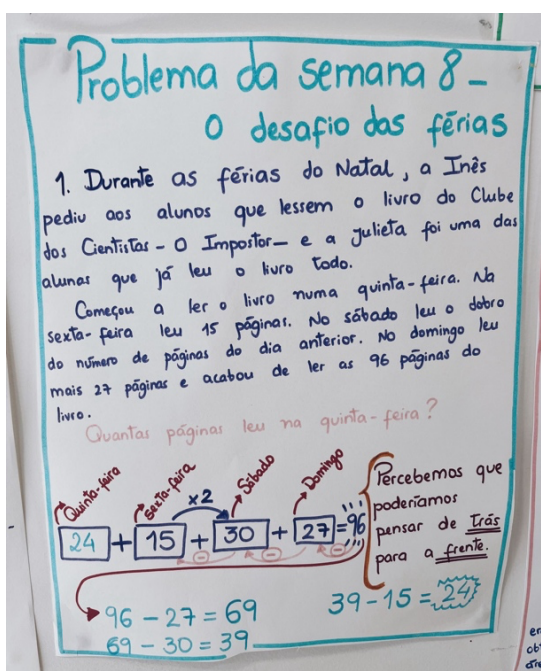 Problema da semana 8-
O desafio das férias
1. Durante as férias do Natal, a Inês
pediu aos alunos que lessem o livro do Clube
dos Cientistas - O Impostor - e a Julieta foi uma das
alunas que já leu o livro todo.
Começou a ler o livro numa quinta-feira. Na
sexta-feira leu 15 páginas. No sábado leu o dobro
do número de páginas do dia anterior. No domingo leu
mais 27 páginas e acabou de ler as 96 páginas do
livro.
Quantas páginas leu na quinta-feira?
Quinta-feira Sexta-feira Sábado Domingo
×2
24 + 15 + 30 + 27 = 96
- - -
Percebemos que
poderíamos
pensar de trás
para a frente.
96 - 27 = 69
69 - 30 = 39
39 - 15 = 24